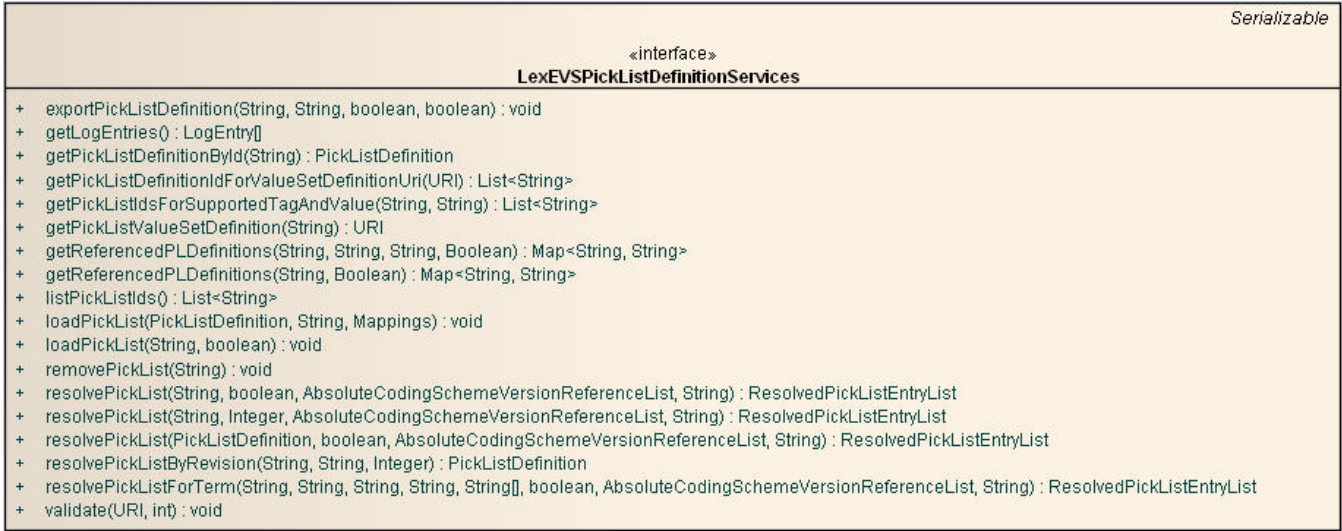 Serializable
«interface»
LexEVSPickListDefinitionServices
+ exportPickListDefinition(String, String, boolean, boolean) : void
+ getLogEntries() : LogEntry[]
+ getPickListDefinitionById(String) : PickListDefinition
+ getPickListDefinitionIdForValueSetDefinitionUri(URI) : List<String>
+ getPickListIdsForSupportedTagAndValue(String, String) : List<String>
+ getPickListValueSetDefinition(String) : URI
+ getReferencedPLDefinitions(String, String, String, Boolean) : Map<String, String>
+ getReferencedPLDefinitions(String, Boolean) : Map<String, String>
+ listPickListIds() : List<String>
+ loadPickList(PickListDefinition, String, Mappings) : void
+ loadPickList(String, boolean) : void
+ removePickList(String) : void
+ resolvePickList(String, boolean, AbsoluteCodingSchemeVersionReferenceList, String) : ResolvedPickListEntryList
+ resolvePickList(String, Integer, AbsoluteCodingSchemeVersionReferenceList, String) : ResolvedPickListEntryList
+ resolvePickList(PickListDefinition, boolean, AbsoluteCodingSchemeVersionReferenceList, String) : ResolvedPickListEntryList
+ resolvePickListByRevision(String, String, Integer) : PickListDefinition
+ resolvePickListForTerm(String, String, String, String, String[], boolean, AbsoluteCodingSchemeVersionReferenceList, String) : ResolvedPickListEntryList
+ validate(URI, int) : void